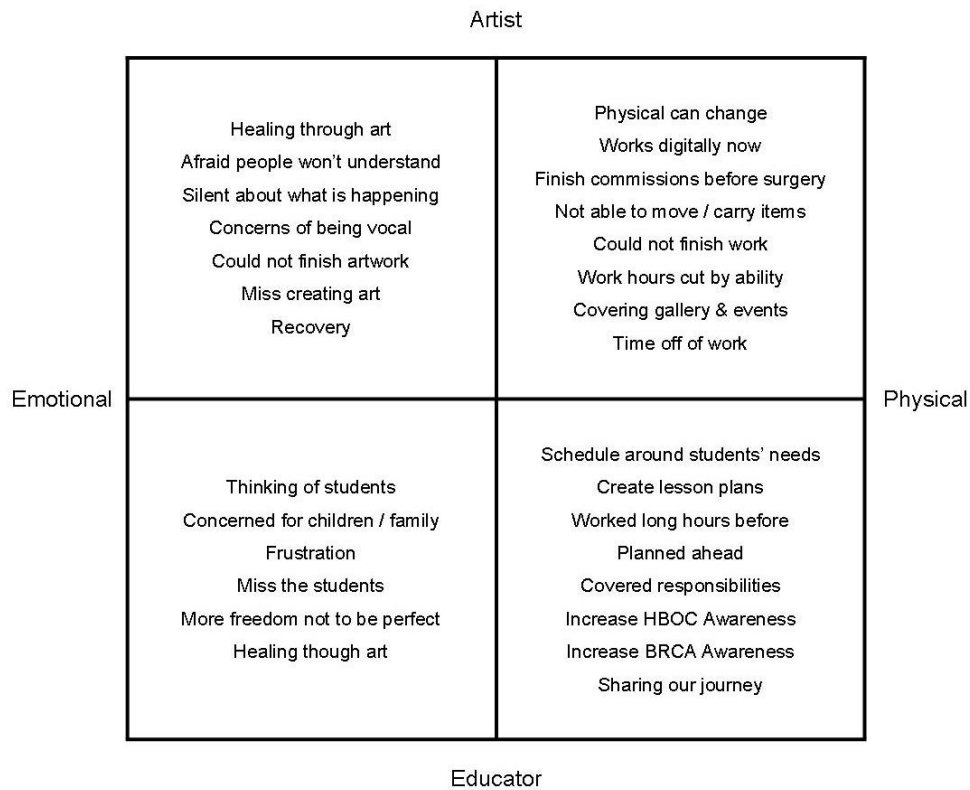 Artist
Healing through art
Afraid people won't understand
Silent about what is happening
Concerns of being vocal
Could not finish artwork
Miss creating art
Recovery
Physical can change
Works digitally now
Finish commissions before surgery
Not able to move / carry items
Could not finish work
Work hours cut by ability
Covering gallery & events
Time off of work
Emotional
Physical
Thinking of students
Concerned for children / family
Frustration
Miss the students
More freedom not to be perfect
Healing though art
Schedule around students' needs
Create lesson plans
Worked long hours before
Planned ahead
Covered responsibilities
Increase HBOC Awareness
Increase BRCA Awareness
Sharing our journey
Educator